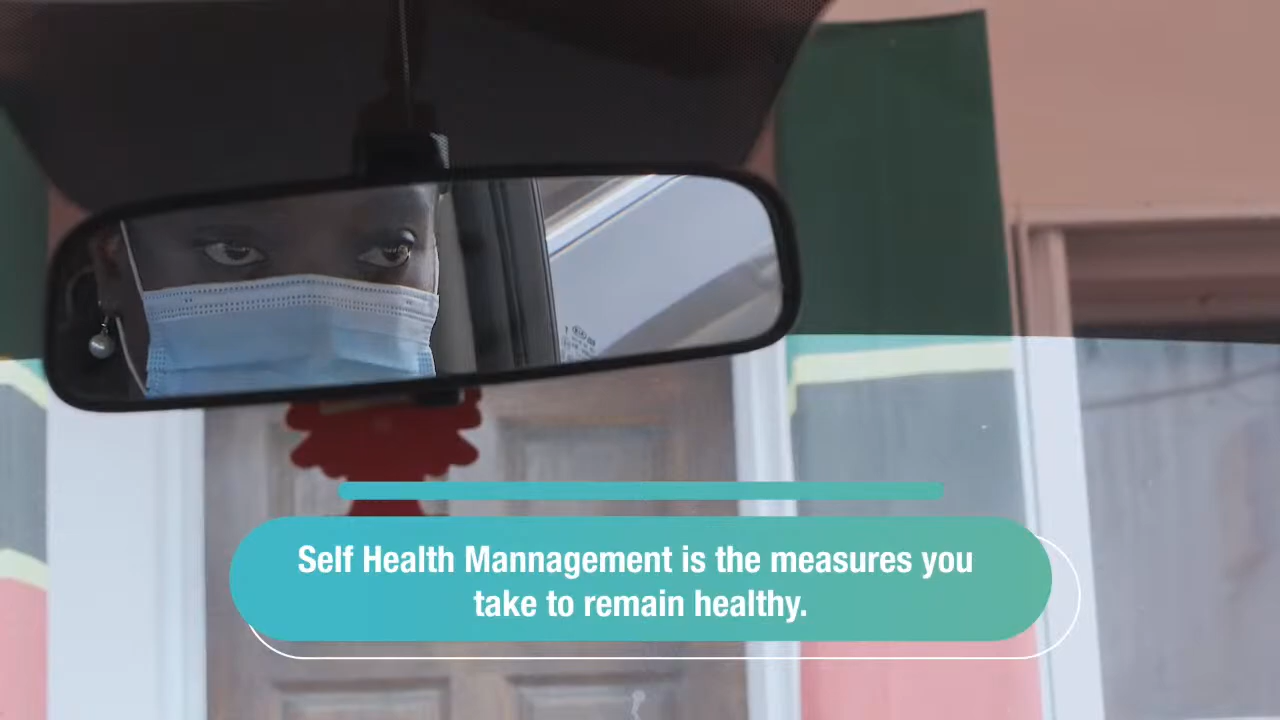 Self Health Mannagement is the measures you
take to remain healthy.